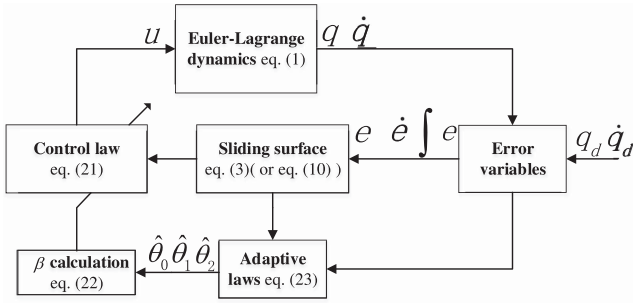 u
Euler-Lagrange
dynamics eq. (1)
q q̇
Control law
eq. (21)
Sliding surface
eq. (3)( or eq. (10) )
e ė ∫ e
Error
variables
q_d q̇_d
β calculation
eq. (22)
θ̂₀ θ̂₁ θ̂₂
Adaptive
laws eq. (23)